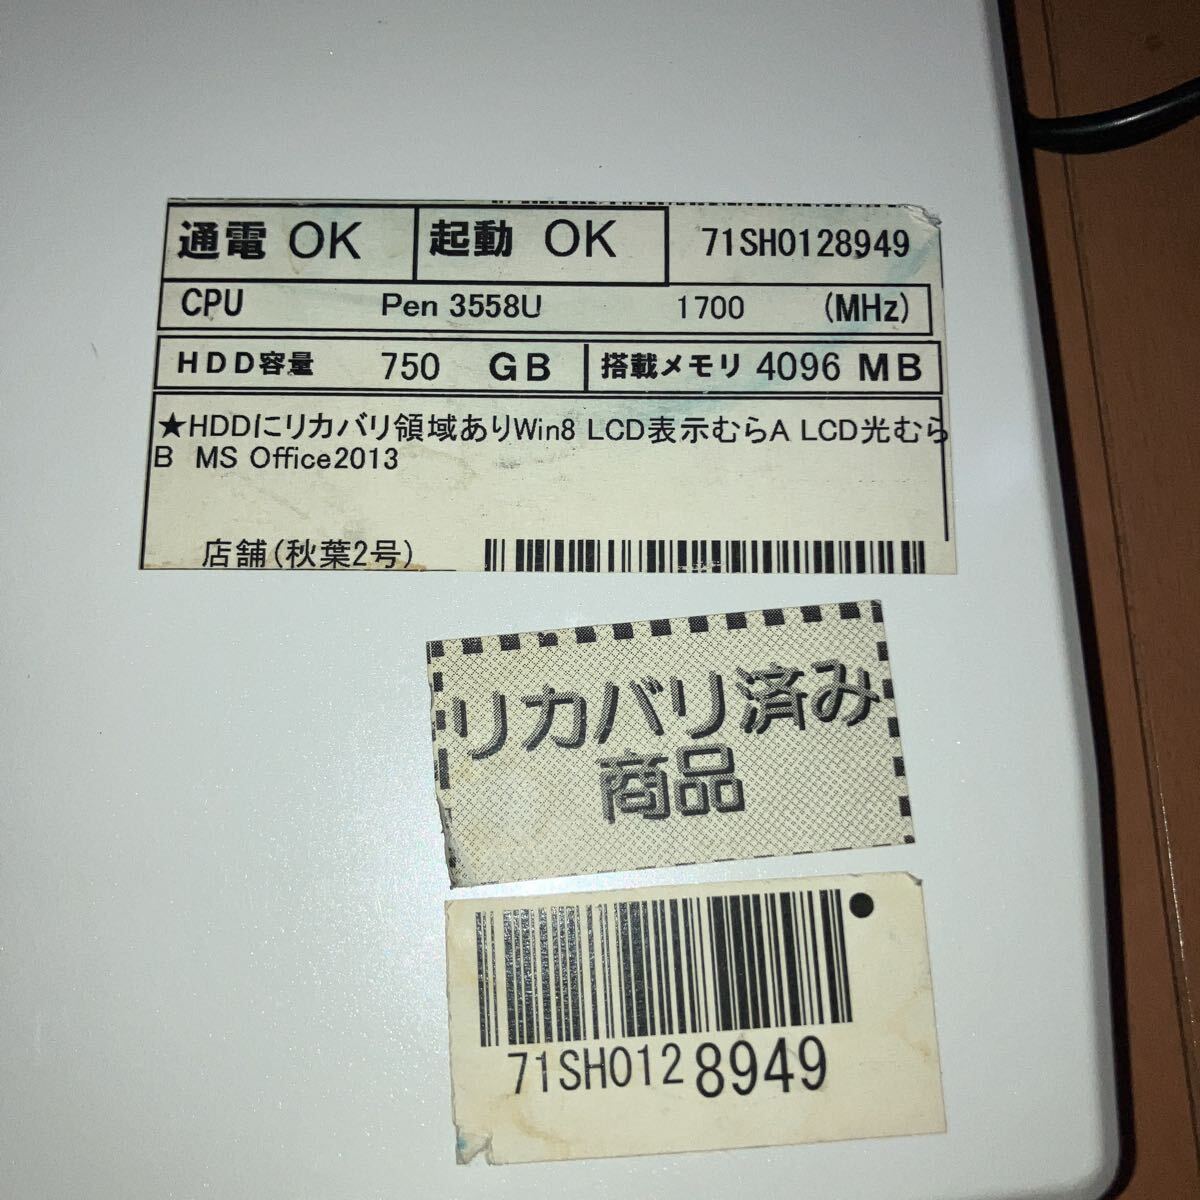 通電 OK 起動 OK 71SH0128949
CPU Pen 3558U 1700 (MHz)
HDD容量 750 GB 搭載メモリ 4096 MB
★HDDにリカバリ領域ありWin8 LCD表示むらA LCD光むら
B MS Office2013
店舗(秋葉2号)
リカバリ済み
商品
71SH0128949